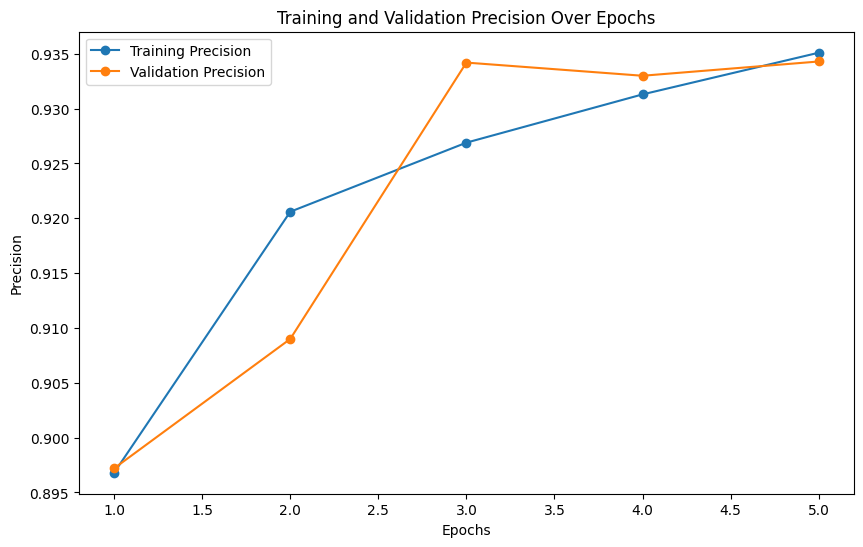 Training and Validation Precision Over Epochs
Training Precision
Validation Precision
0.935
0.930
0.925
0.920
0.915
0.910
0.905
0.900
0.895
Precision
1.0 1.5 2.0 2.5 3.0 3.5 4.0 4.5 5.0
Epochs